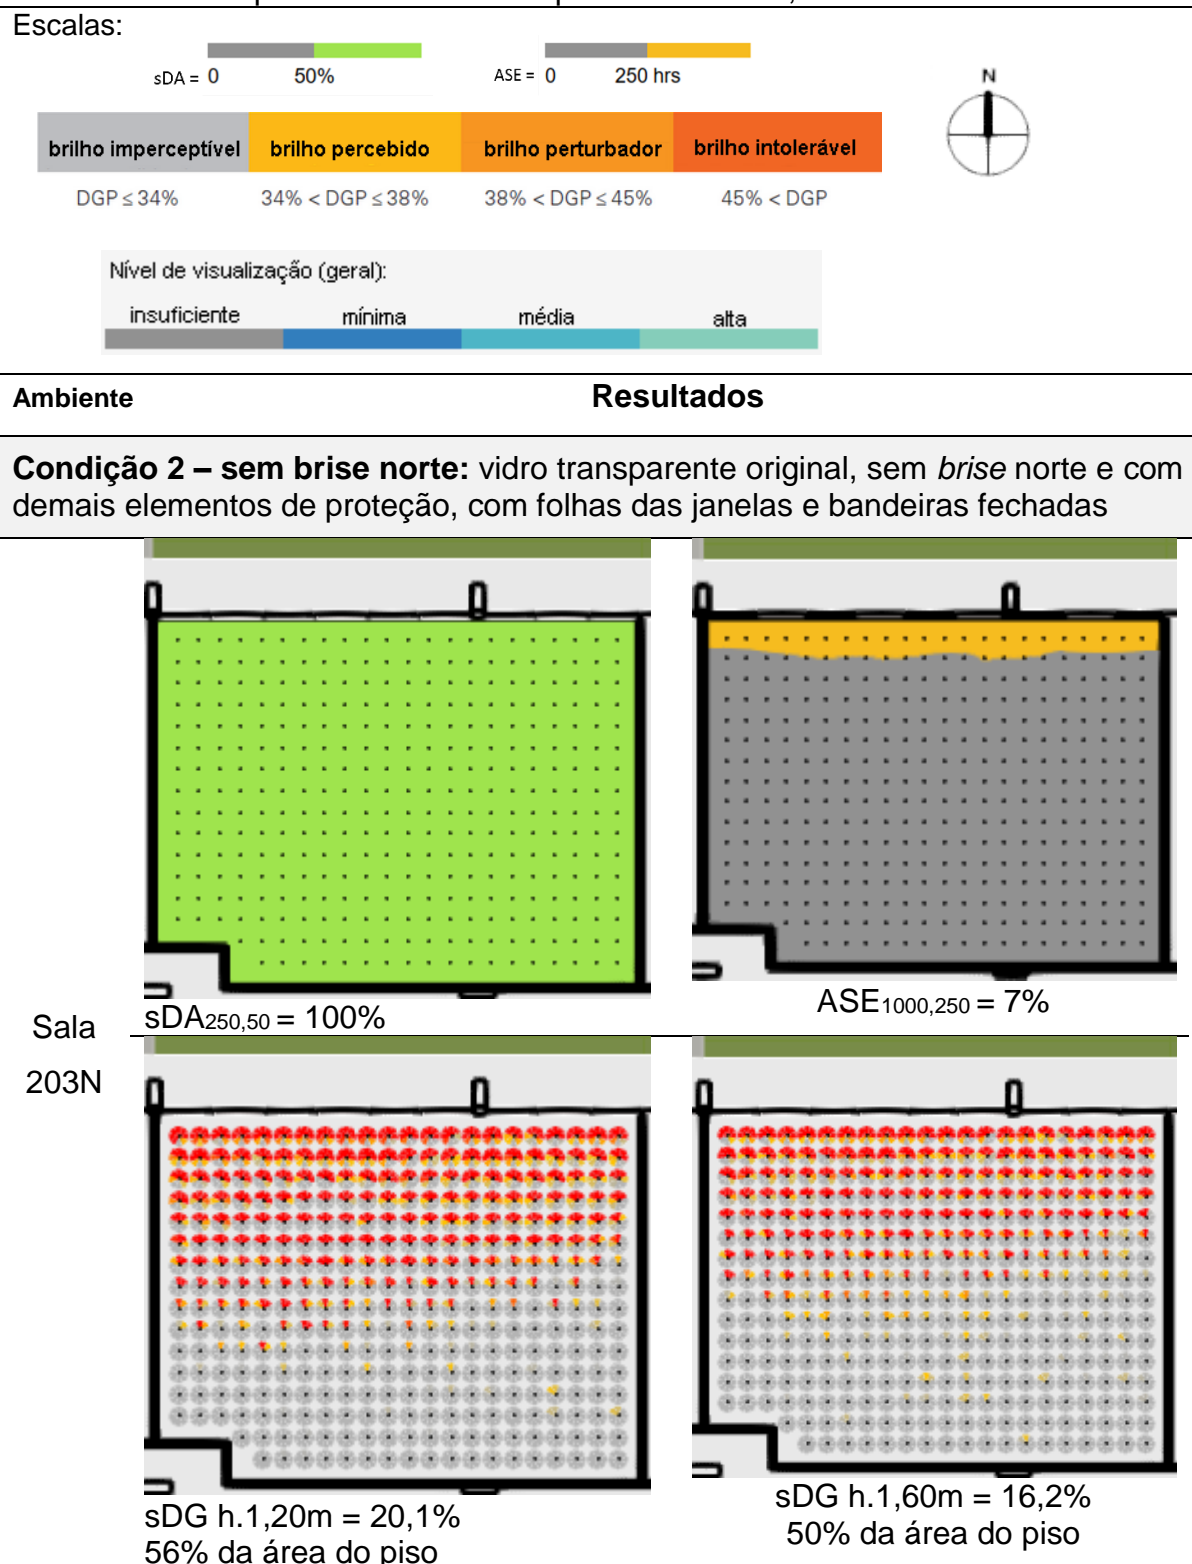 Escalas:
sDA = 0 50%
ASE = 0 250 hrs
N
brilho imperceptível brilho percebido brilho perturbador brilho intolerável
DGP ≤ 34% 34% < DGP ≤ 38% 38% < DGP ≤ 45% 45% < DGP
Nível de visualização (geral):
insuficiente mínima média alta
Ambiente Resultados
Condição 2 – sem brise norte: vidro transparente original, sem brise norte e com
demais elementos de proteção, com folhas das janelas e bandeiras fechadas
sDA250,50 = 100%
ASE1000,250 = 7%
Sala
203N
sDG h.1,20m = 20,1%
56% da área do piso
sDG h.1,60m = 16,2%
50% da área do piso